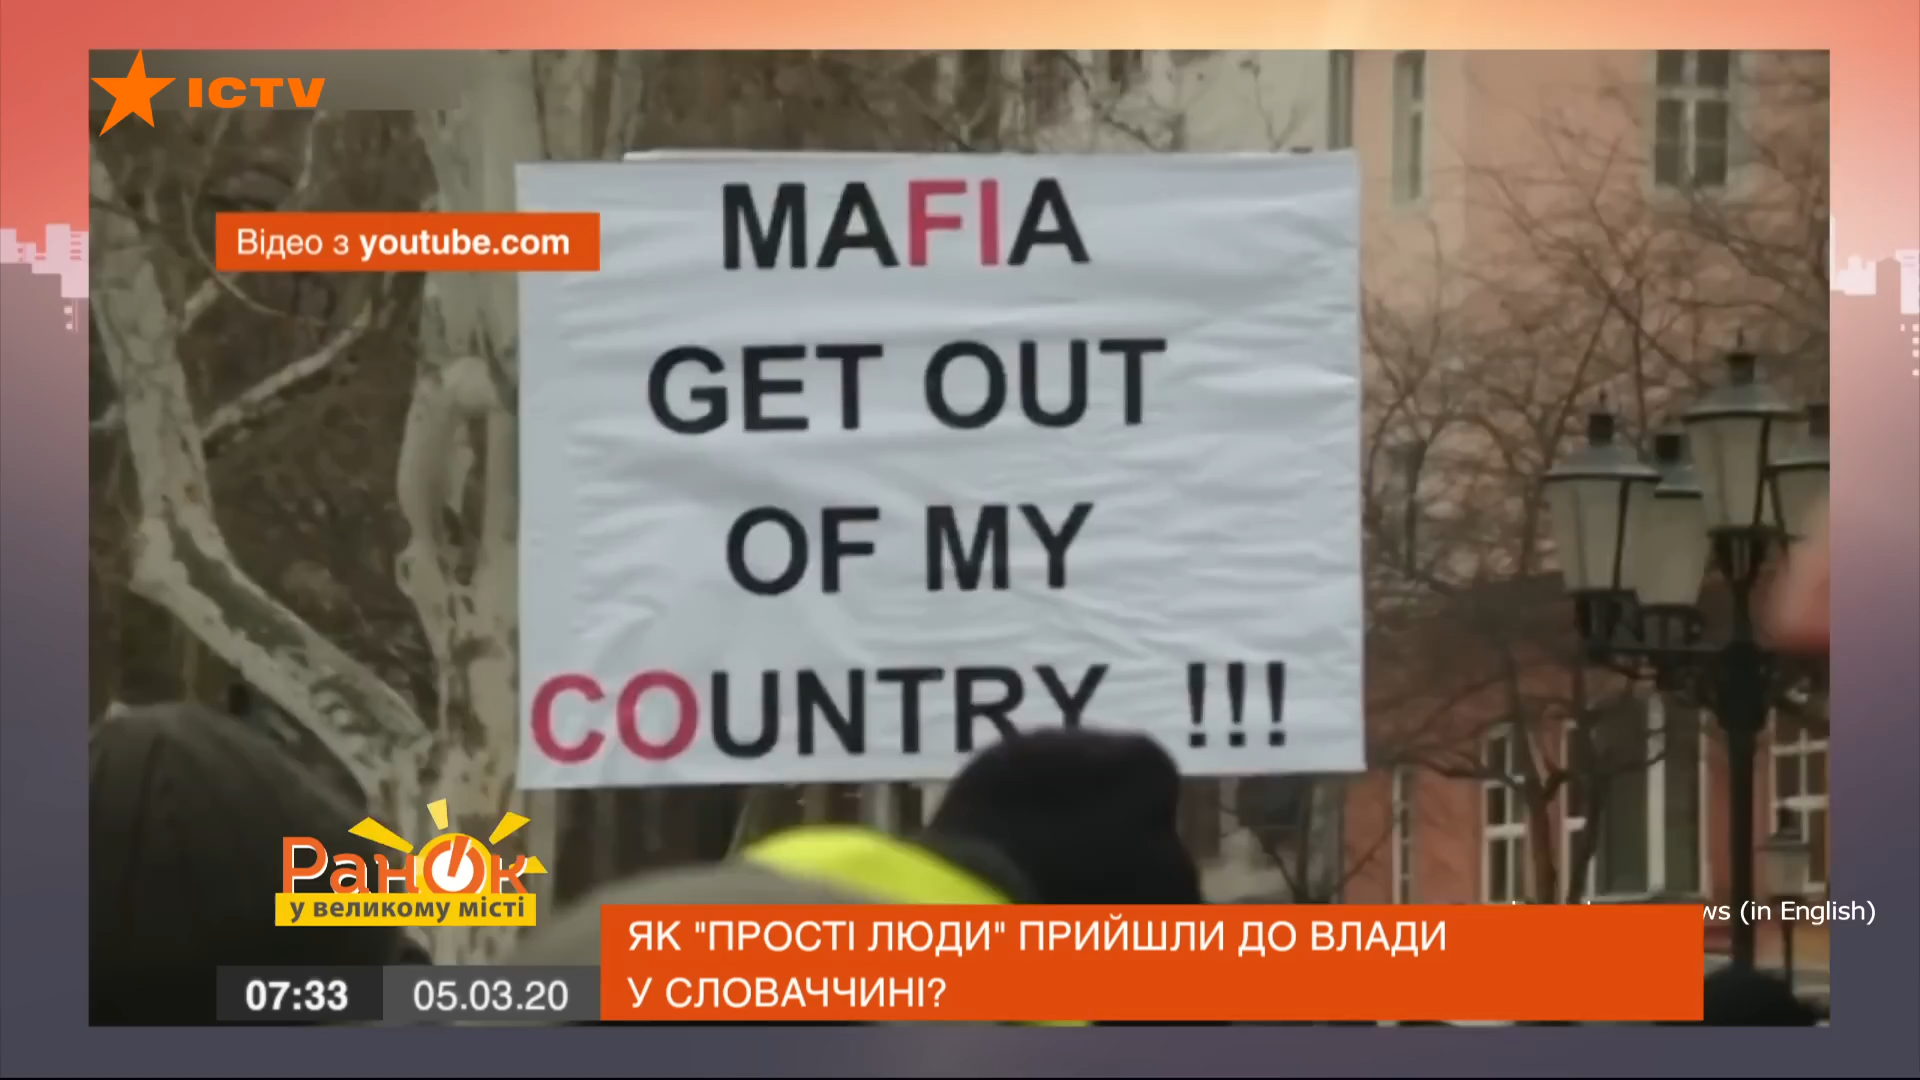 ICTV
Відео з youtube.com
MAFIA
GET OUT
OF MY
COUNTRY !!!
Ранок
у великому місті
(in English)
ЯК "ПРОСТІ ЛЮДИ" ПРИЙШЛИ ДО ВЛАДИ
У СЛОВАЧЧИНІ?
07:33
05.03.20